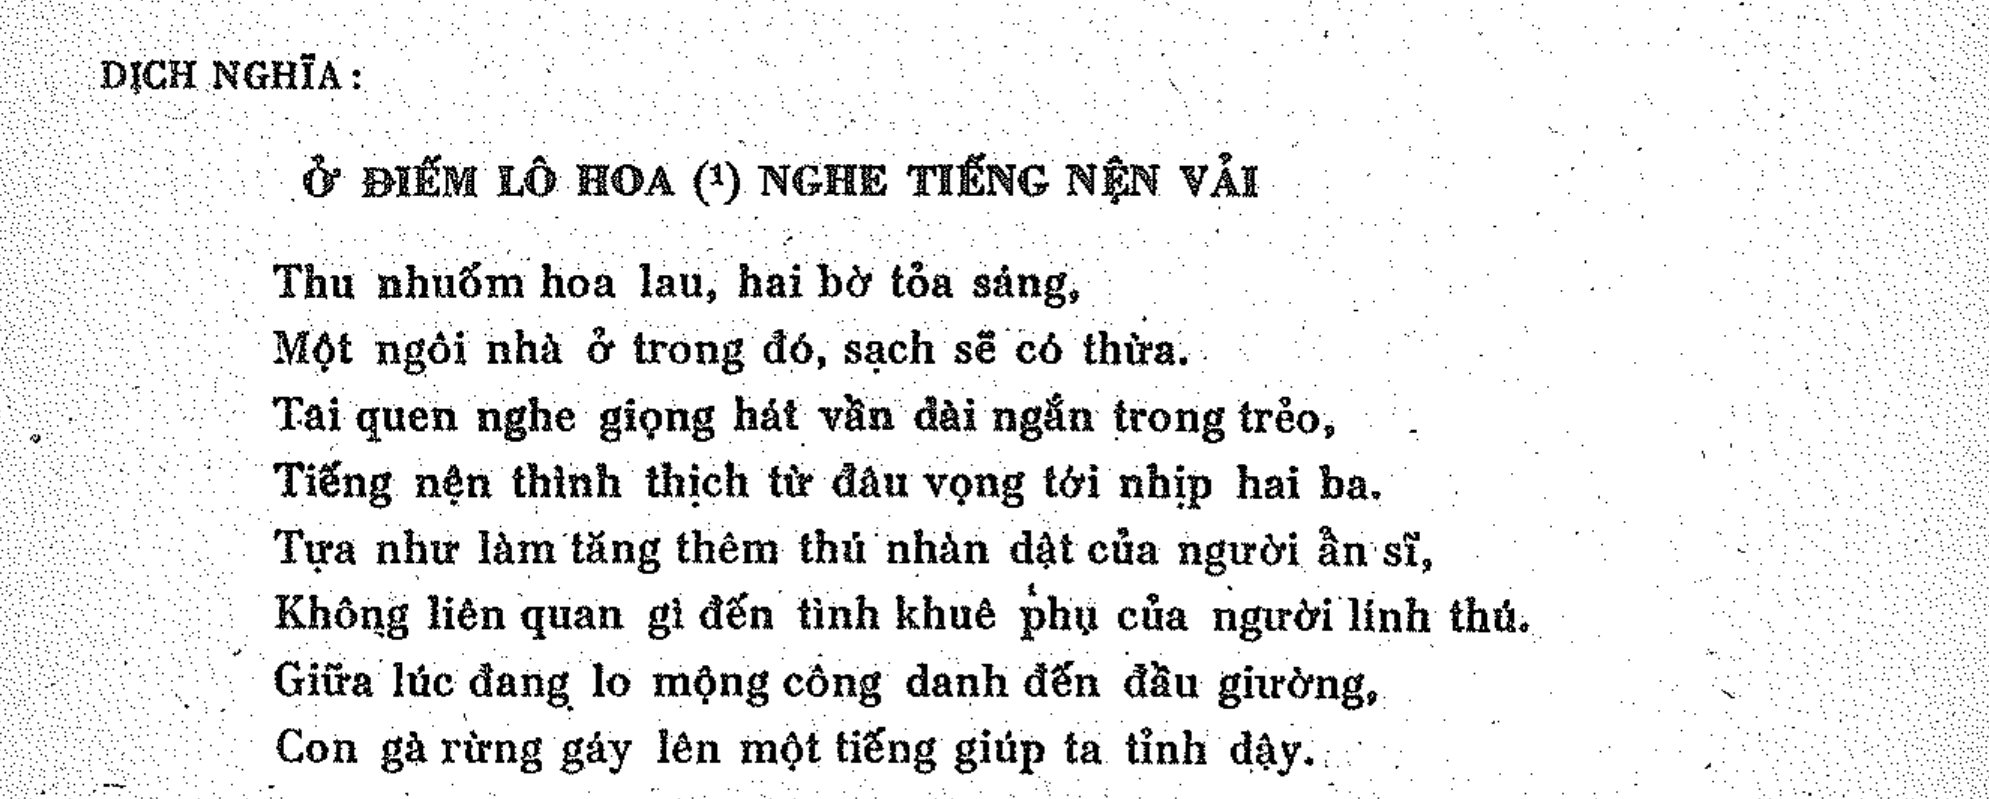 DỊCH NGHĨA:
Ở ĐIẾM LÔ HOA (1) NGHE TIẾNG NỆN VẢI
Thu nhuốm hoa lau, hai bờ tỏa sáng,
Một ngôi nhà ở trong đó, sạch sẽ có thừa.
Tai quen nghe giọng hát vần dài ngắn trong trẻo,
Tiếng nện thình thịch từ đâu vọng tới nhịp hai ba.
Tựa như làm tăng thêm thú nhàn dật của người ẩn sĩ,
Không liên quan gì đến tình khuê phụ của người lính thú.
Giữa lúc đang lo mộng công danh đến đầu giường,
Con gà rừng gáy lên một tiếng giúp ta tỉnh dậy.